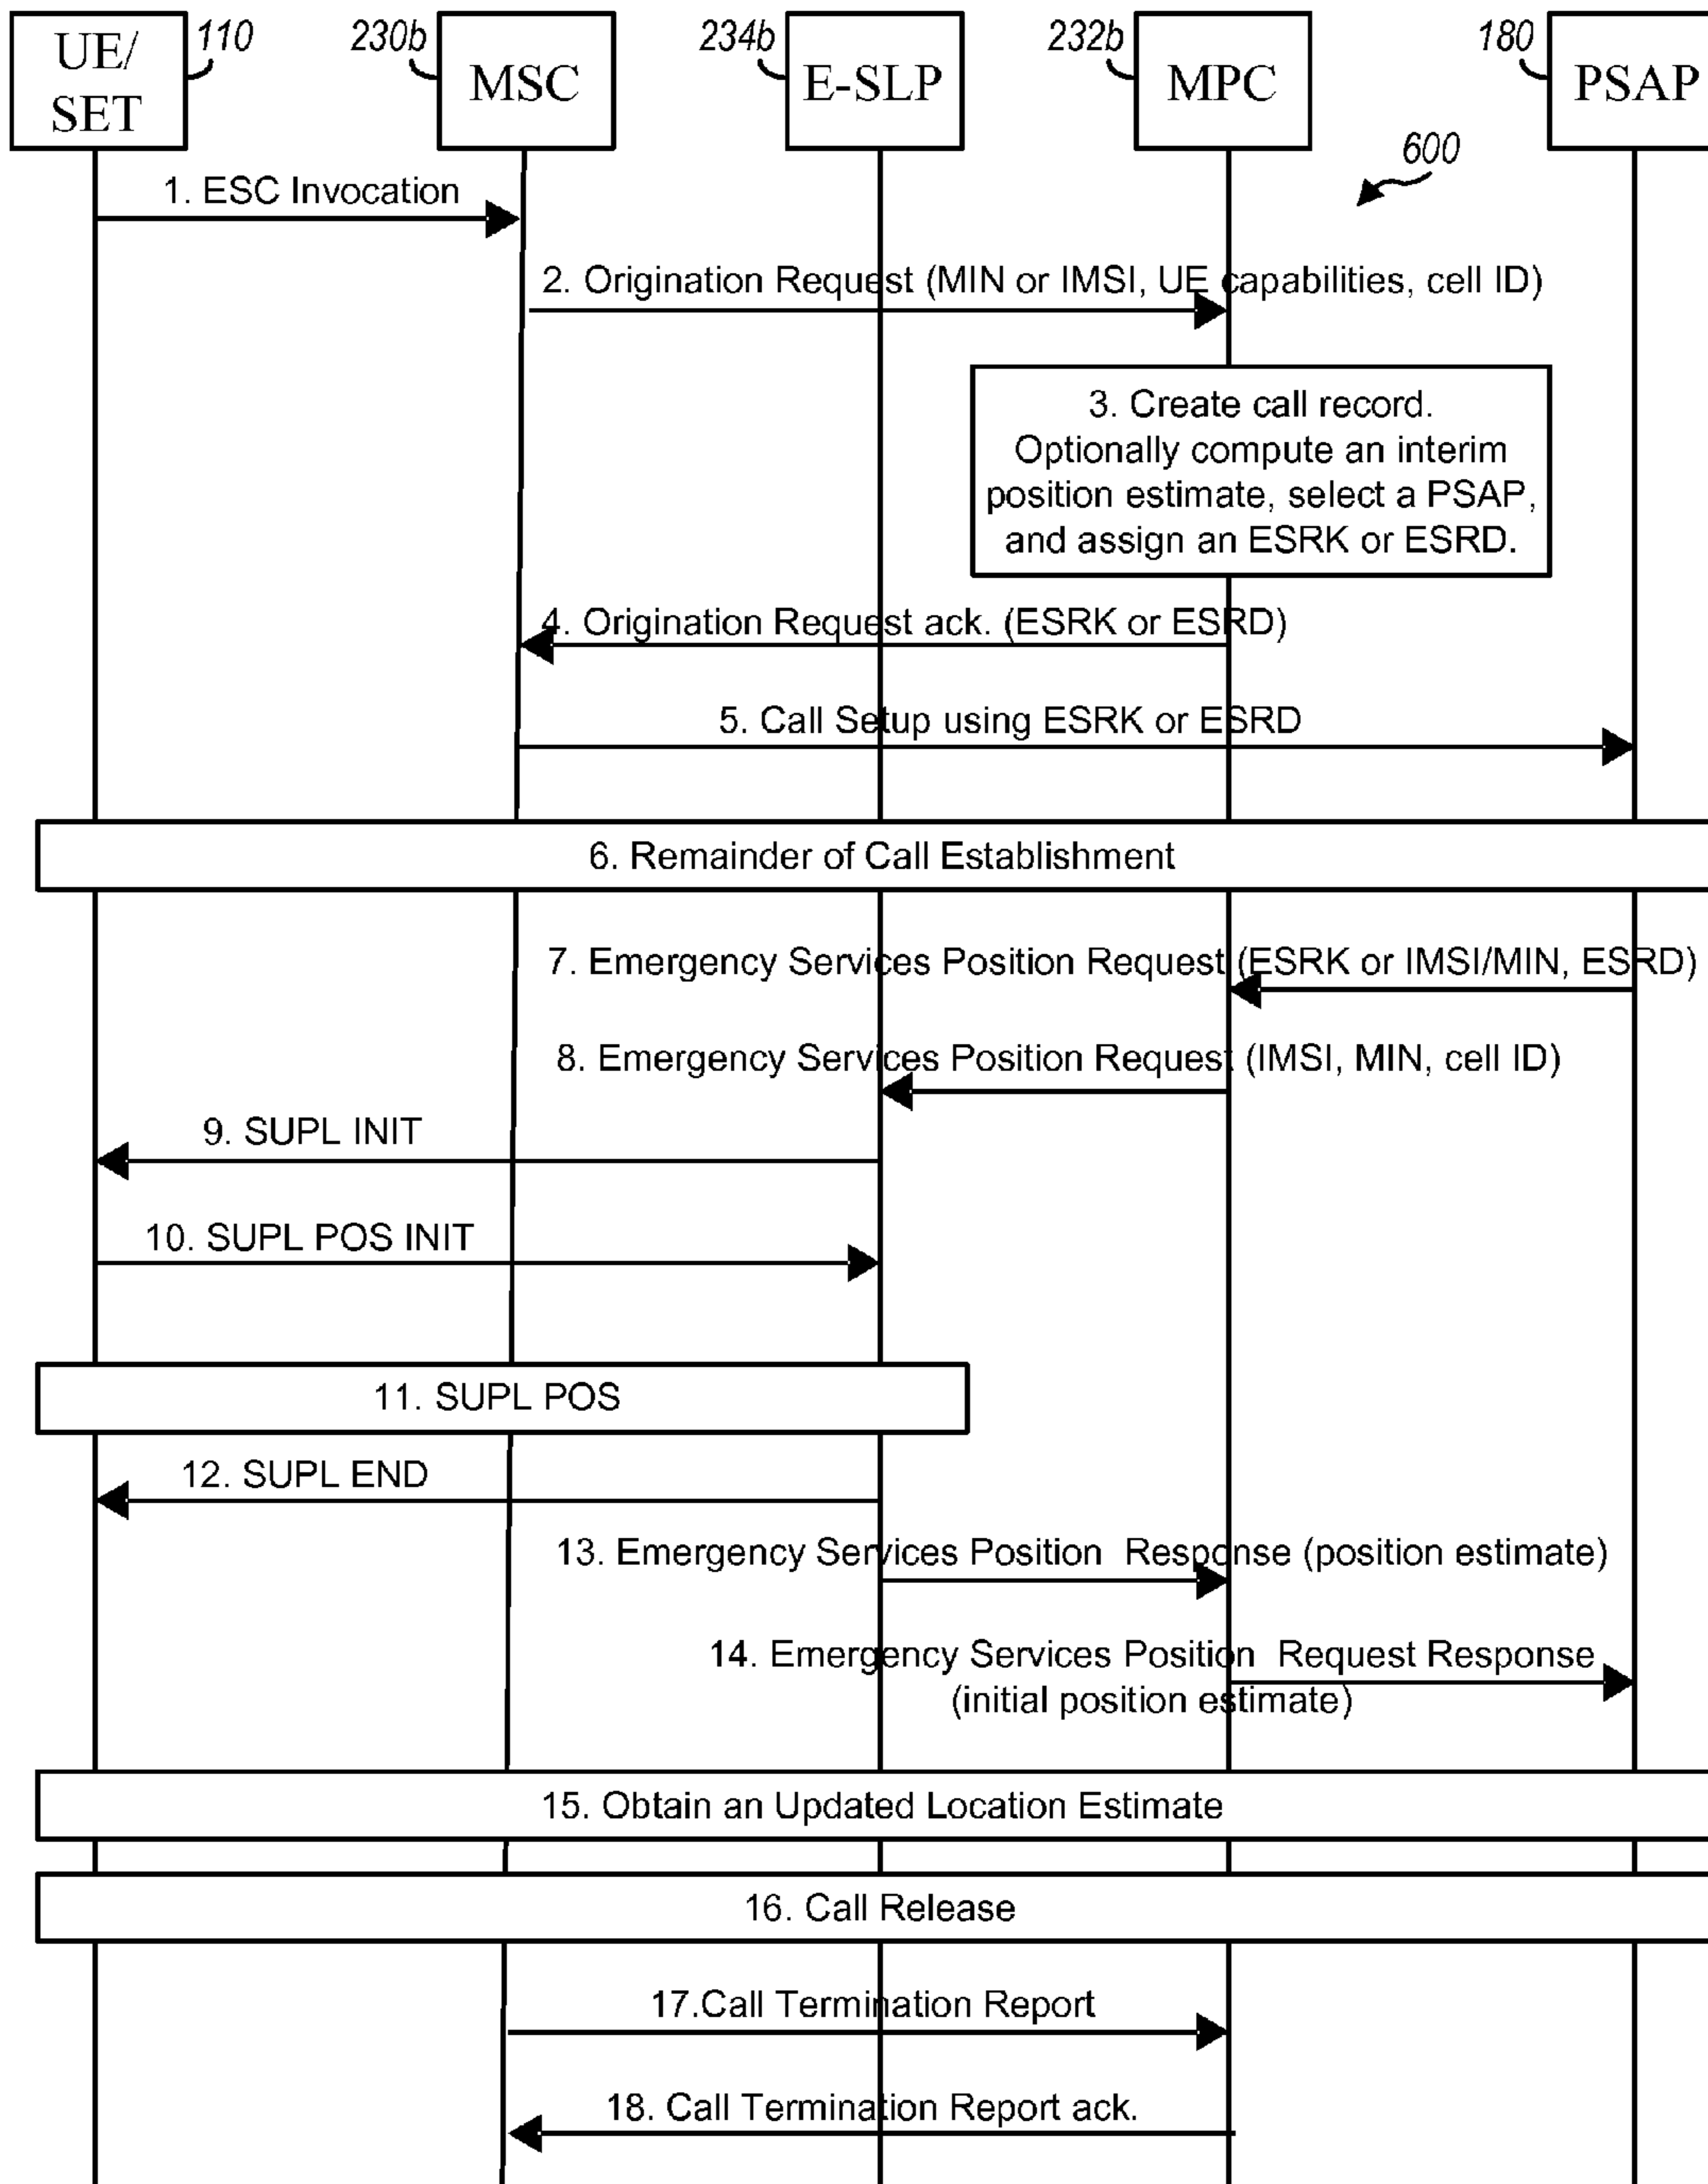 UE/
SET
110
230b
MSC
234b
E-SLP
232b
MPC
180
PSAP
600
1. ESC Invocation
2. Origination Request (MIN or IMSI, UE capabilities, cell ID)
3. Create call record.
Optionally compute an interim
position estimate, select a PSAP,
and assign an ESRK or ESRD.
4. Origination Request ack. (ESRK or ESRD)
5. Call Setup using ESRK or ESRD
6. Remainder of Call Establishment
7. Emergency Services Position Request (ESRK or IMSI/MIN, ESRD)
8. Emergency Services Position Request (IMSI, MIN, cell ID)
9. SUPL INIT
10. SUPL POS INIT
11. SUPL POS
12. SUPL END
13. Emergency Services Position Response (position estimate)
14. Emergency Services Position Request Response
(initial position estimate)
15. Obtain an Updated Location Estimate
16. Call Release
17.Call Termination Report
18. Call Termination Report ack.